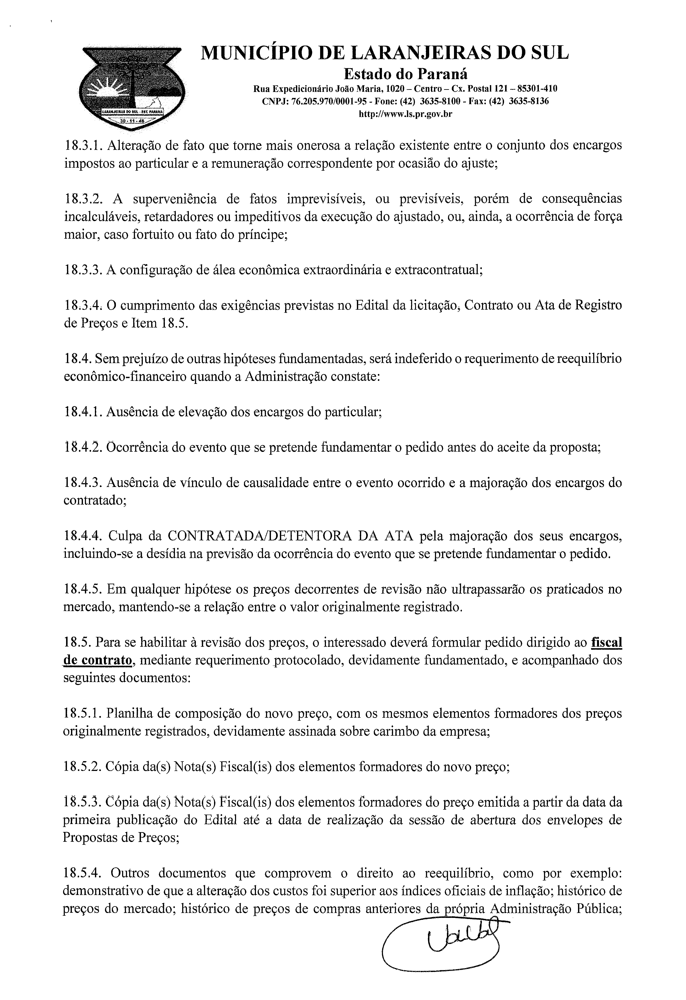 MUNICÍPIO DE LARANJEIRAS DO SUL
Estado do Paraná
Rua Expedicionário João Maria, 1020 – Centro – Cx. Postal 121 – 85301-410
CNPJ: 76.205.970/0001-95 - Fone: (42) 3635-8100 - Fax: (42) 3635-8136
http://www.ls.pr.gov.br
LARANJEIRAS DO SUL - EST. PARANÁ
30 - 11 - 46
18.3.1. Alteração de fato que torne mais onerosa a relação existente entre o conjunto dos encargos
impostos ao particular e a remuneração correspondente por ocasião do ajuste;
18.3.2. A superveniência de fatos imprevisíveis, ou previsíveis, porém de consequências
incalculáveis, retardadores ou impeditivos da execução do ajustado, ou, ainda, a ocorrência de força
maior, caso fortuito ou fato do príncipe;
18.3.3. A configuração de álea econômica extraordinária e extracontratual;
18.3.4. O cumprimento das exigências previstas no Edital da licitação, Contrato ou Ata de Registro
de Preços e Item 18.5.
18.4. Sem prejuízo de outras hipóteses fundamentadas, será indeferido o requerimento de reequilíbrio
econômico-financeiro quando a Administração constate:
18.4.1. Ausência de elevação dos encargos do particular;
18.4.2. Ocorrência do evento que se pretende fundamentar o pedido antes do aceite da proposta;
18.4.3. Ausência de vínculo de causalidade entre o evento ocorrido e a majoração dos encargos do
contratado;
18.4.4. Culpa da CONTRATADA/DETENTORA DA ATA pela majoração dos seus encargos,
incluindo-se a desídia na previsão da ocorrência do evento que se pretende fundamentar o pedido.
18.4.5. Em qualquer hipótese os preços decorrentes de revisão não ultrapassarão os praticados no
mercado, mantendo-se a relação entre o valor originalmente registrado.
18.5. Para se habilitar à revisão dos preços, o interessado deverá formular pedido dirigido ao fiscal
de contrato, mediante requerimento protocolado, devidamente fundamentado, e acompanhado dos
seguintes documentos:
18.5.1. Planilha de composição do novo preço, com os mesmos elementos formadores dos preços
originalmente registrados, devidamente assinada sobre carimbo da empresa;
18.5.2. Cópia da(s) Nota(s) Fiscal(is) dos elementos formadores do novo preço;
18.5.3. Cópia da(s) Nota(s) Fiscal(is) dos elementos formadores do preço emitida a partir da data da
primeira publicação do Edital até a data de realização da sessão de abertura dos envelopes de
Propostas de Preços;
18.5.4. Outros documentos que comprovem o direito ao reequilíbrio, como por exemplo:
demonstrativo de que a alteração dos custos foi superior aos índices oficiais de inflação; histórico de
preços do mercado; histórico de preços de compras anteriores da própria Administração Pública;